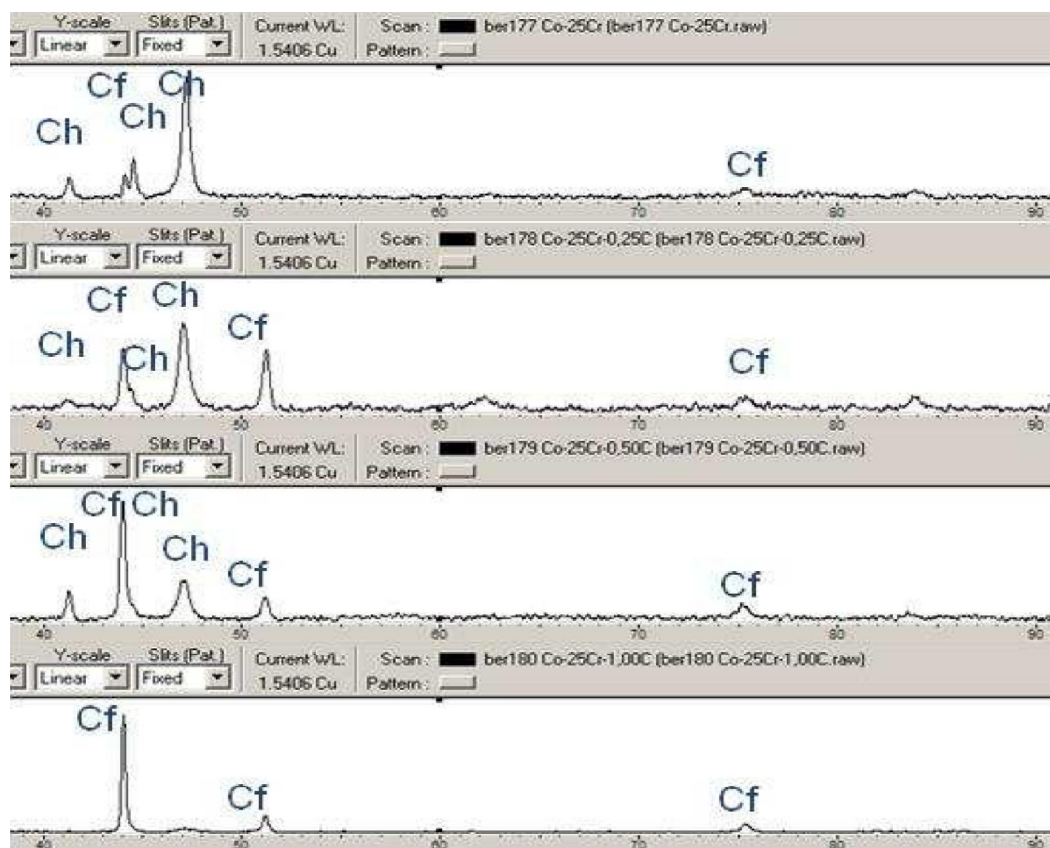 Y-scale Slits (Pat.) Current WL: Scan : ber177 Co-25Cr (ber177 Co-25Cr.raw)
Linear Fixed 1.5406 Cu Pattern :
Cf Ch
Ch Ch
Cf
40 50 60 70 80 90
Y-scale Slits (Pat.) Current WL: Scan : ber178 Co-25Cr-0,25C (ber178 Co-25Cr-0,25C.raw)
Linear Fixed 1.5406 Cu Pattern :
Cf Ch
Ch Ch Cf Cf
40 50 60 70 80 90
Y-scale Slits (Pat.) Current WL: Scan : ber179 Co-25Cr-0,50C (ber179 Co-25Cr-0,50C.raw)
Linear Fixed 1.5406 Cu Pattern :
Cf Ch
Ch Ch Cf Cf
40 50 60 70 80 90
Y-scale Slits (Pat.) Current WL: Scan : ber180 Co-25Cr-1,00C (ber180 Co-25Cr-1,00C.raw)
Linear Fixed 1.5406 Cu Pattern :
Cf
Cf Cf
40 50 60 70 80 90